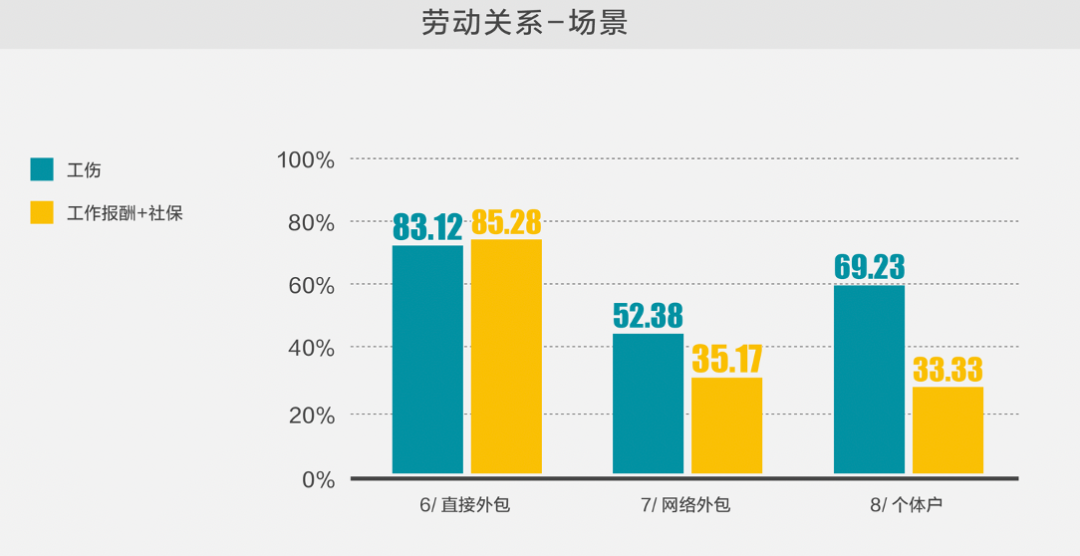 劳动关系-场景
工伤
工作报酬+社保
100%
80%
60%
40%
20%
0%
83.12
85.28
52.38
35.17
69.23
33.33
6/ 直接外包
7/ 网络外包
8/ 个体户